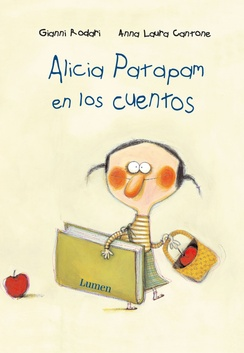 Gianni Rodari Anna Laura Cantone
Alicia Patapam
en los cuentos
Lumen